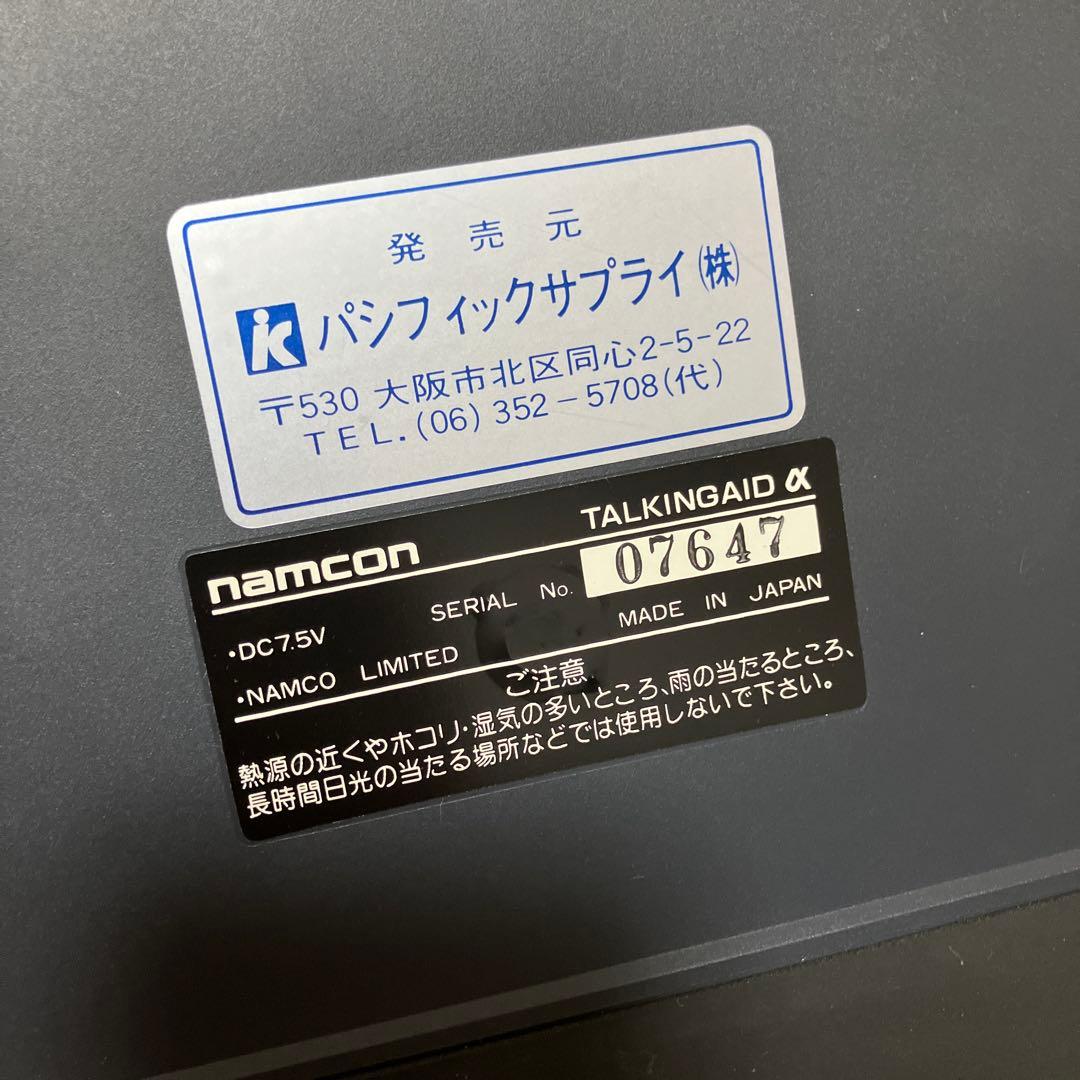 発売元
iK パシフィックサプライ(株)
〒530 大阪市北区同心2-5-22
TEL.(06)352-5708(代)
namcon TALKINGAID α
•DC7.5V SERIAL No. 07647
•NAMCO LIMITED MADE IN JAPAN
ご注意
熱源の近くやホコリ・湿気の多いところ、雨の当たるところ、
長時間日光の当たる場所などでは使用しないで下さい。